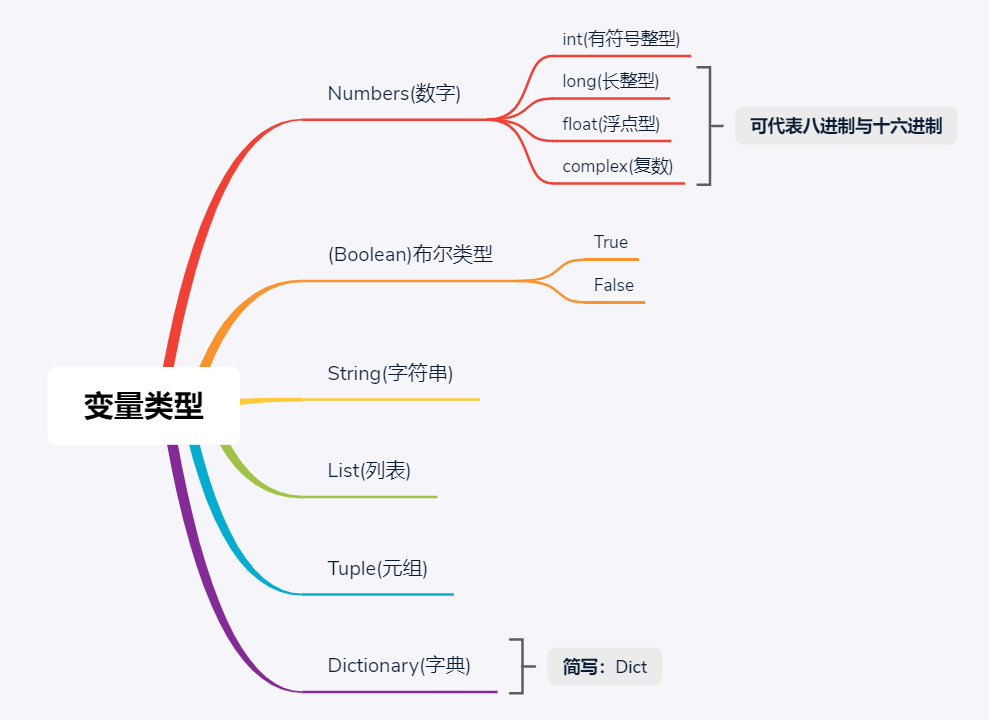 变量类型
Numbers(数字)
int(有符号整型)
long(长整型)
float(浮点型)
complex(复数)
可代表八进制与十六进制
(Boolean)布尔类型
True
False
String(字符串)
List(列表)
Tuple(元组)
Dictionary(字典)
简写：Dict